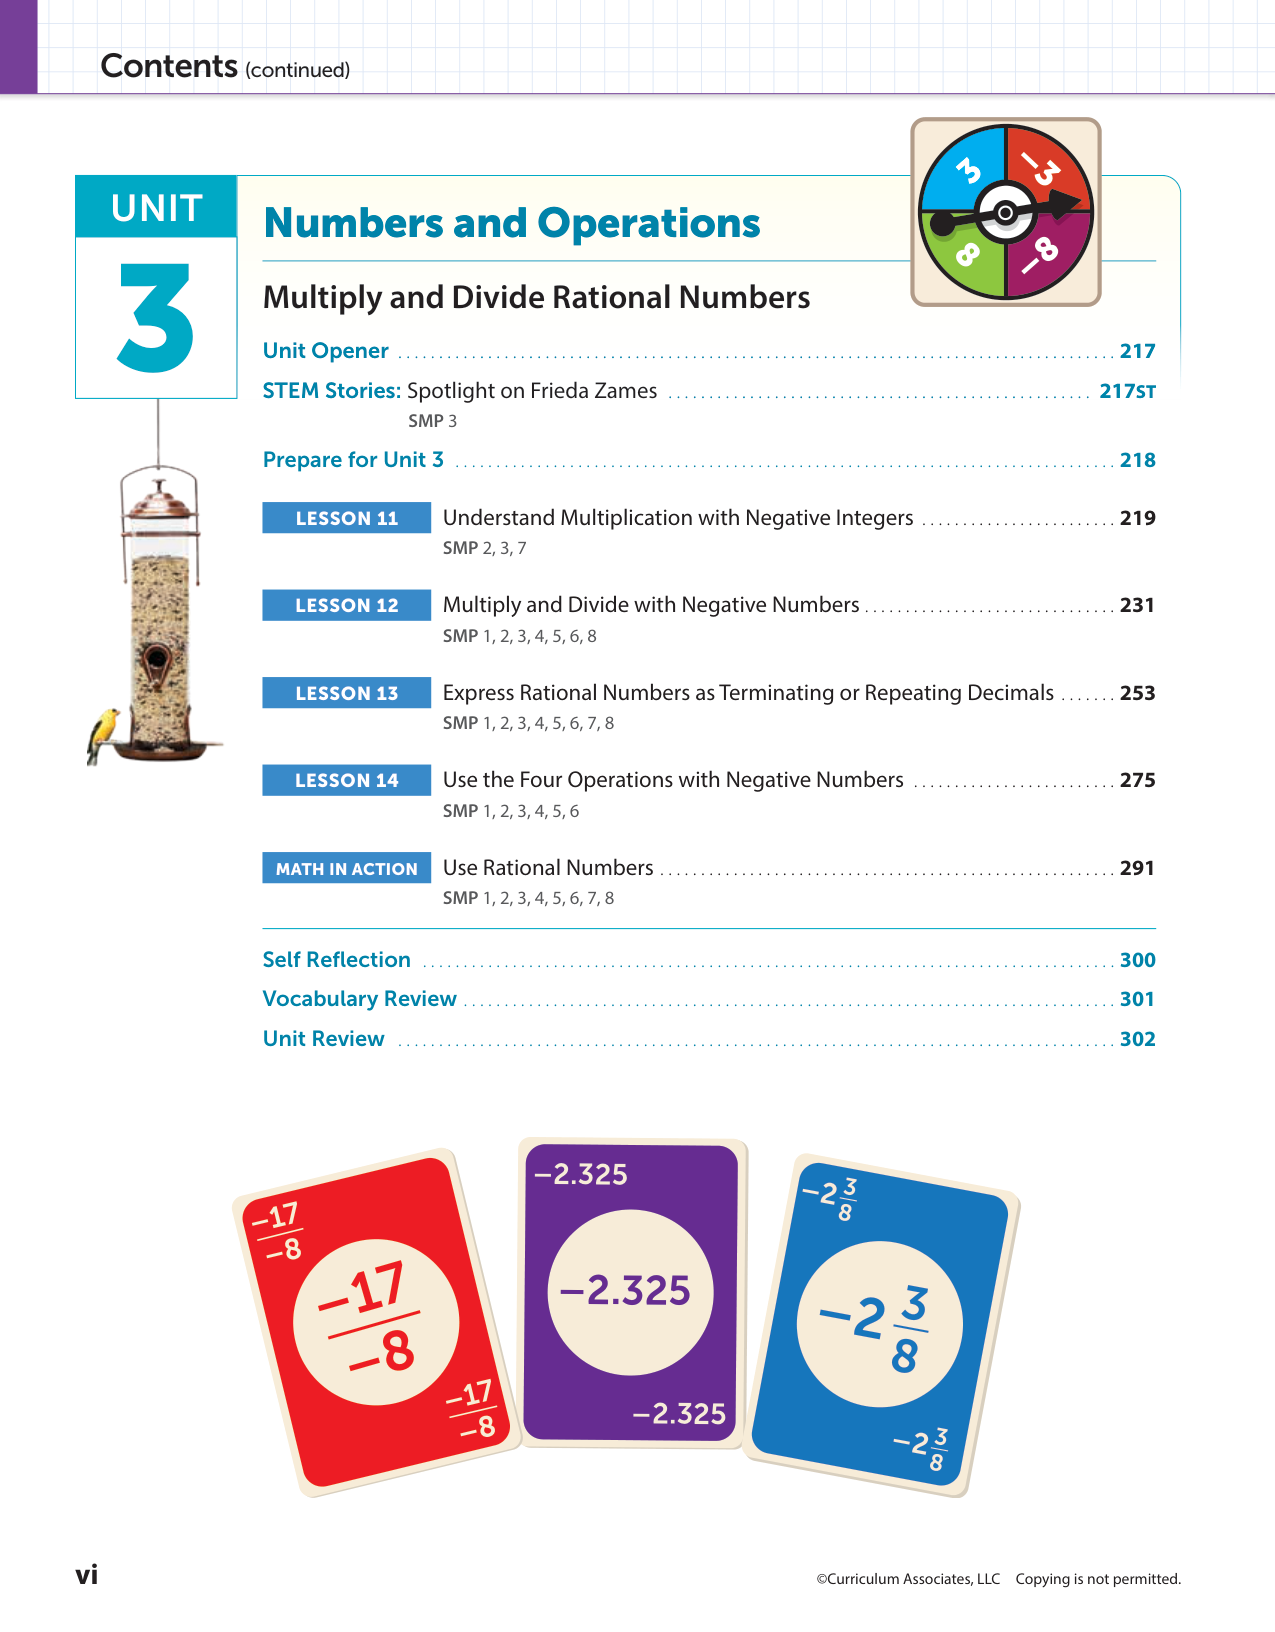 Contents (continued)
UNIT
3
Numbers and Operations
Multiply and Divide Rational Numbers
3
−3
8
−8
Unit Opener 217
STEM Stories: Spotlight on Frieda Zames 217ST
SMP 3
Prepare for Unit 3 218
LESSON 11 Understand Multiplication with Negative Integers 219
SMP 2, 3, 7
LESSON 12 Multiply and Divide with Negative Numbers 231
SMP 1, 2, 3, 4, 5, 6, 8
LESSON 13 Express Rational Numbers as Terminating or Repeating Decimals 253
SMP 1, 2, 3, 4, 5, 6, 7, 8
LESSON 14 Use the Four Operations with Negative Numbers 275
SMP 1, 2, 3, 4, 5, 6
MATH IN ACTION Use Rational Numbers 291
SMP 1, 2, 3, 4, 5, 6, 7, 8
Self Reflection 300
Vocabulary Review 301
Unit Review 302
−17
−8
−17
−8
−17
−8
−2.325
−2.325
−2.325
−2 3/8
−2 3/8
−2 3/8
vi
©Curriculum Associates, LLC Copying is not permitted.